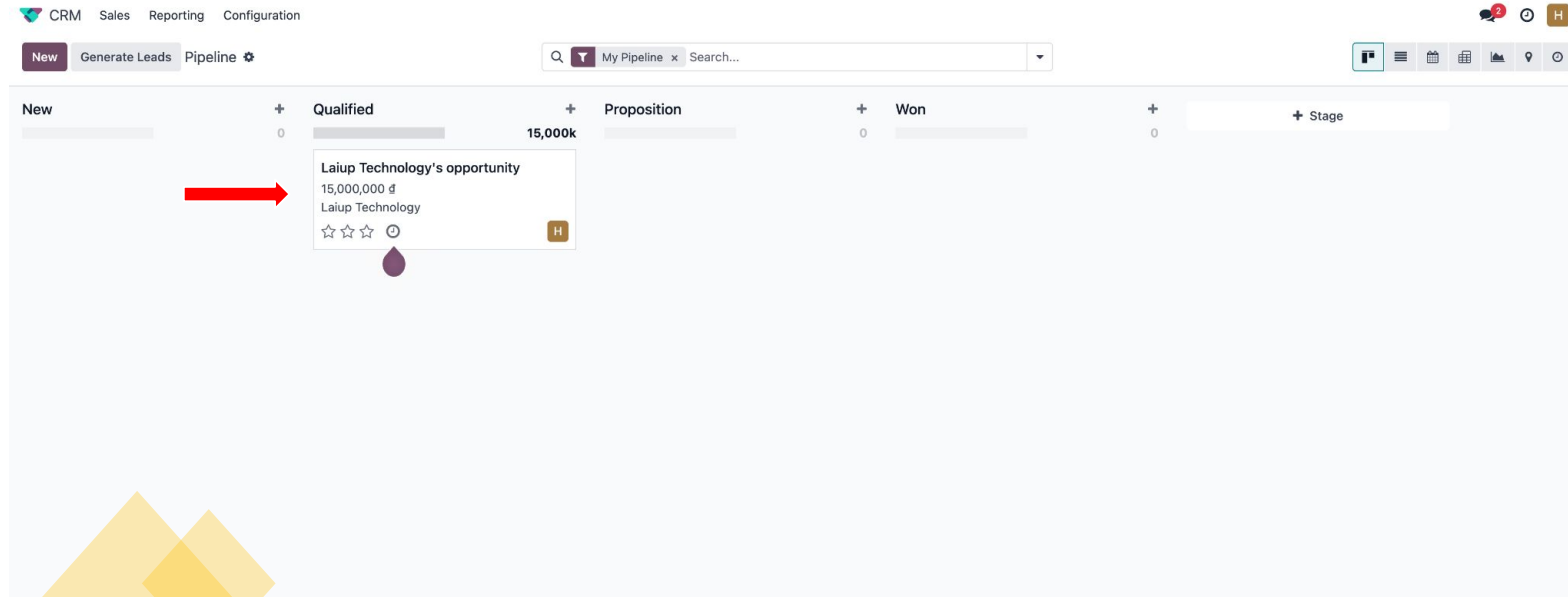 CRM Sales Reporting Configuration
2
H
New Generate Leads Pipeline
My Pipeline x Search...
New + Qualified + Proposition + Won + + Stage
0 15,000k 0 0
Laiup Technology's opportunity
15,000,000 ₫
Laiup Technology
H